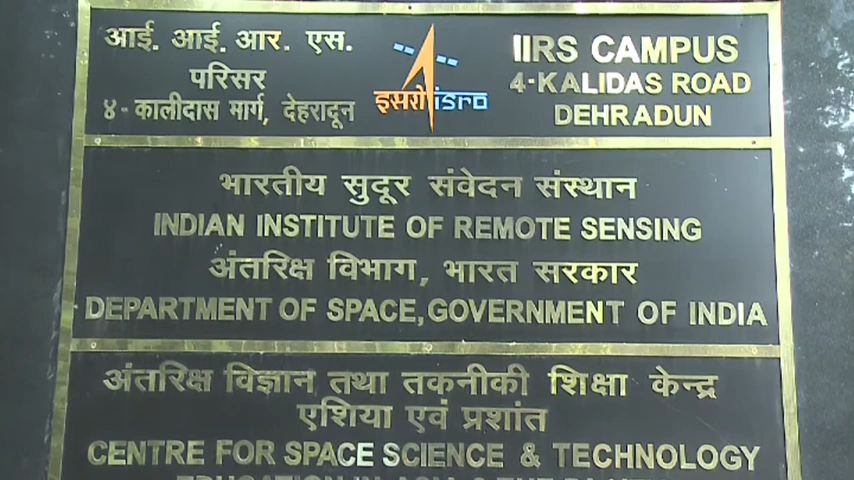 आई. आई. आर. एस.
परिसर
४-कालीदास मार्ग, देहरादून
इसरो isro
IIRS CAMPUS
4-KALIDAS ROAD
DEHRADUN
भारतीय सुदूर संवेदन संस्थान
INDIAN INSTITUTE OF REMOTE SENSING
अंतरिक्ष विभाग, भारत सरकार
DEPARTMENT OF SPACE, GOVERNMENT OF INDIA
अंतरिक्ष विज्ञान तथा तकनीकी शिक्षा केन्द्र
एशिया एवं प्रशांत
CENTRE FOR SPACE SCIENCE & TECHNOLOGY
EDUCATION IN ASIA & THE